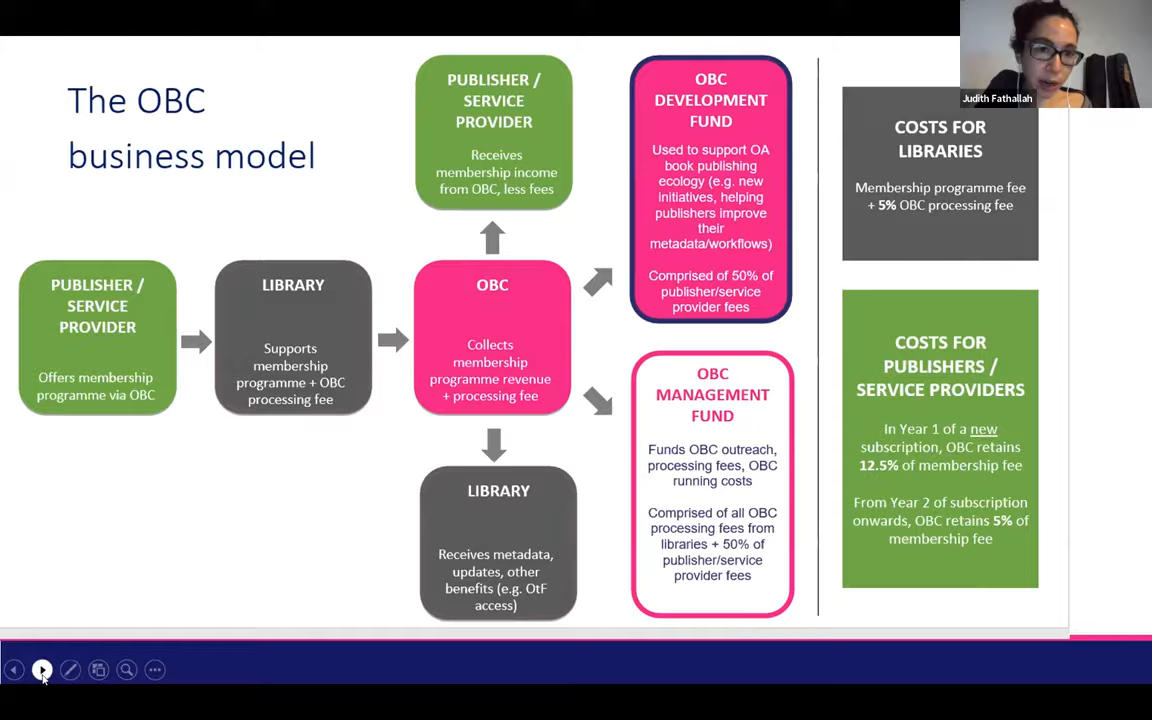 The OBC
business model
PUBLISHER /
SERVICE
PROVIDER
Offers membership
programme via OBC
LIBRARY
Supports
membership
programme + OBC
processing fee
OBC
Collects
membership
programme revenue
+ processing fee
PUBLISHER /
SERVICE
PROVIDER
Receives
membership income
from OBC, less fees
LIBRARY
Receives metadata,
updates, other
benefits (e.g. OtF
access)
OBC
DEVELOPMENT
FUND
Used to support OA
book publishing
ecology (e.g. new
initiatives, helping
publishers improve
their
metadata/workflows)
Comprised of 50% of
publisher/service
provider fees
OBC
MANAGEMENT
FUND
Funds OBC outreach,
processing fees, OBC
running costs
Comprised of all OBC
processing fees from
libraries + 50% of
publisher/service
provider fees
Judith Fathallah
COSTS FOR
LIBRARIES
Membership programme fee
+ 5% OBC processing fee
COSTS FOR
PUBLISHERS /
SERVICE PROVIDERS
In Year 1 of a new
subscription, OBC retains
12.5% of membership fee
From Year 2 of subscription
onwards, OBC retains 5% of
membership fee